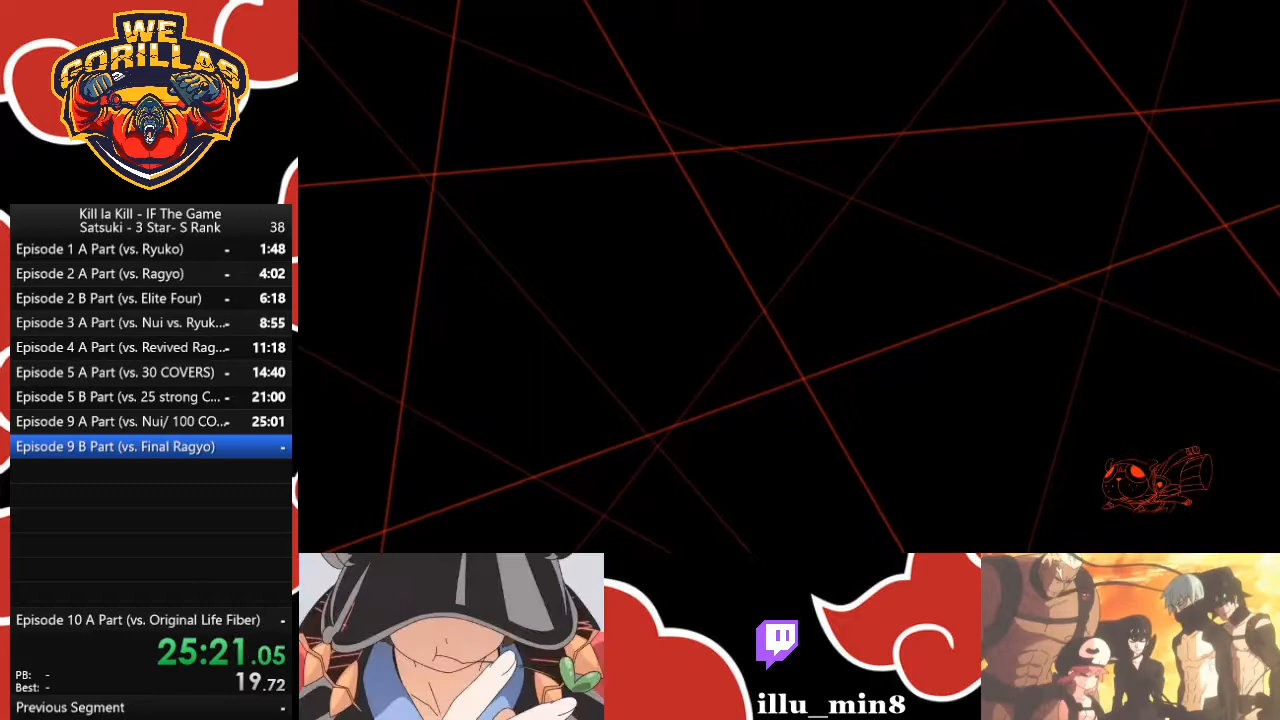 WE
GORILLAS
Kill la Kill - IF The Game
Satsuki - 3 Star- S Rank 38
Episode 1 A Part (vs. Ryuko) - 1:48
Episode 2 A Part (vs. Ragyo) - 4:02
Episode 2 B Part (vs. Elite Four) - 6:18
Episode 3 A Part (vs. Nui vs. Ryuk...- 8:55
Episode 4 A Part (vs. Revived Rag...- 11:18
Episode 5 A Part (vs. 30 COVERS) - 14:40
Episode 5 B Part (vs. 25 strong C... - 21:00
Episode 9 A Part (vs. Nui/ 100 CO...- 25:01
Episode 9 B Part (vs. Final Ragyo) -
Episode 10 A Part (vs. Original Life Fiber) -
25:21.05
PB: -
Best: - 19.72
Previous Segment -
illu_min8